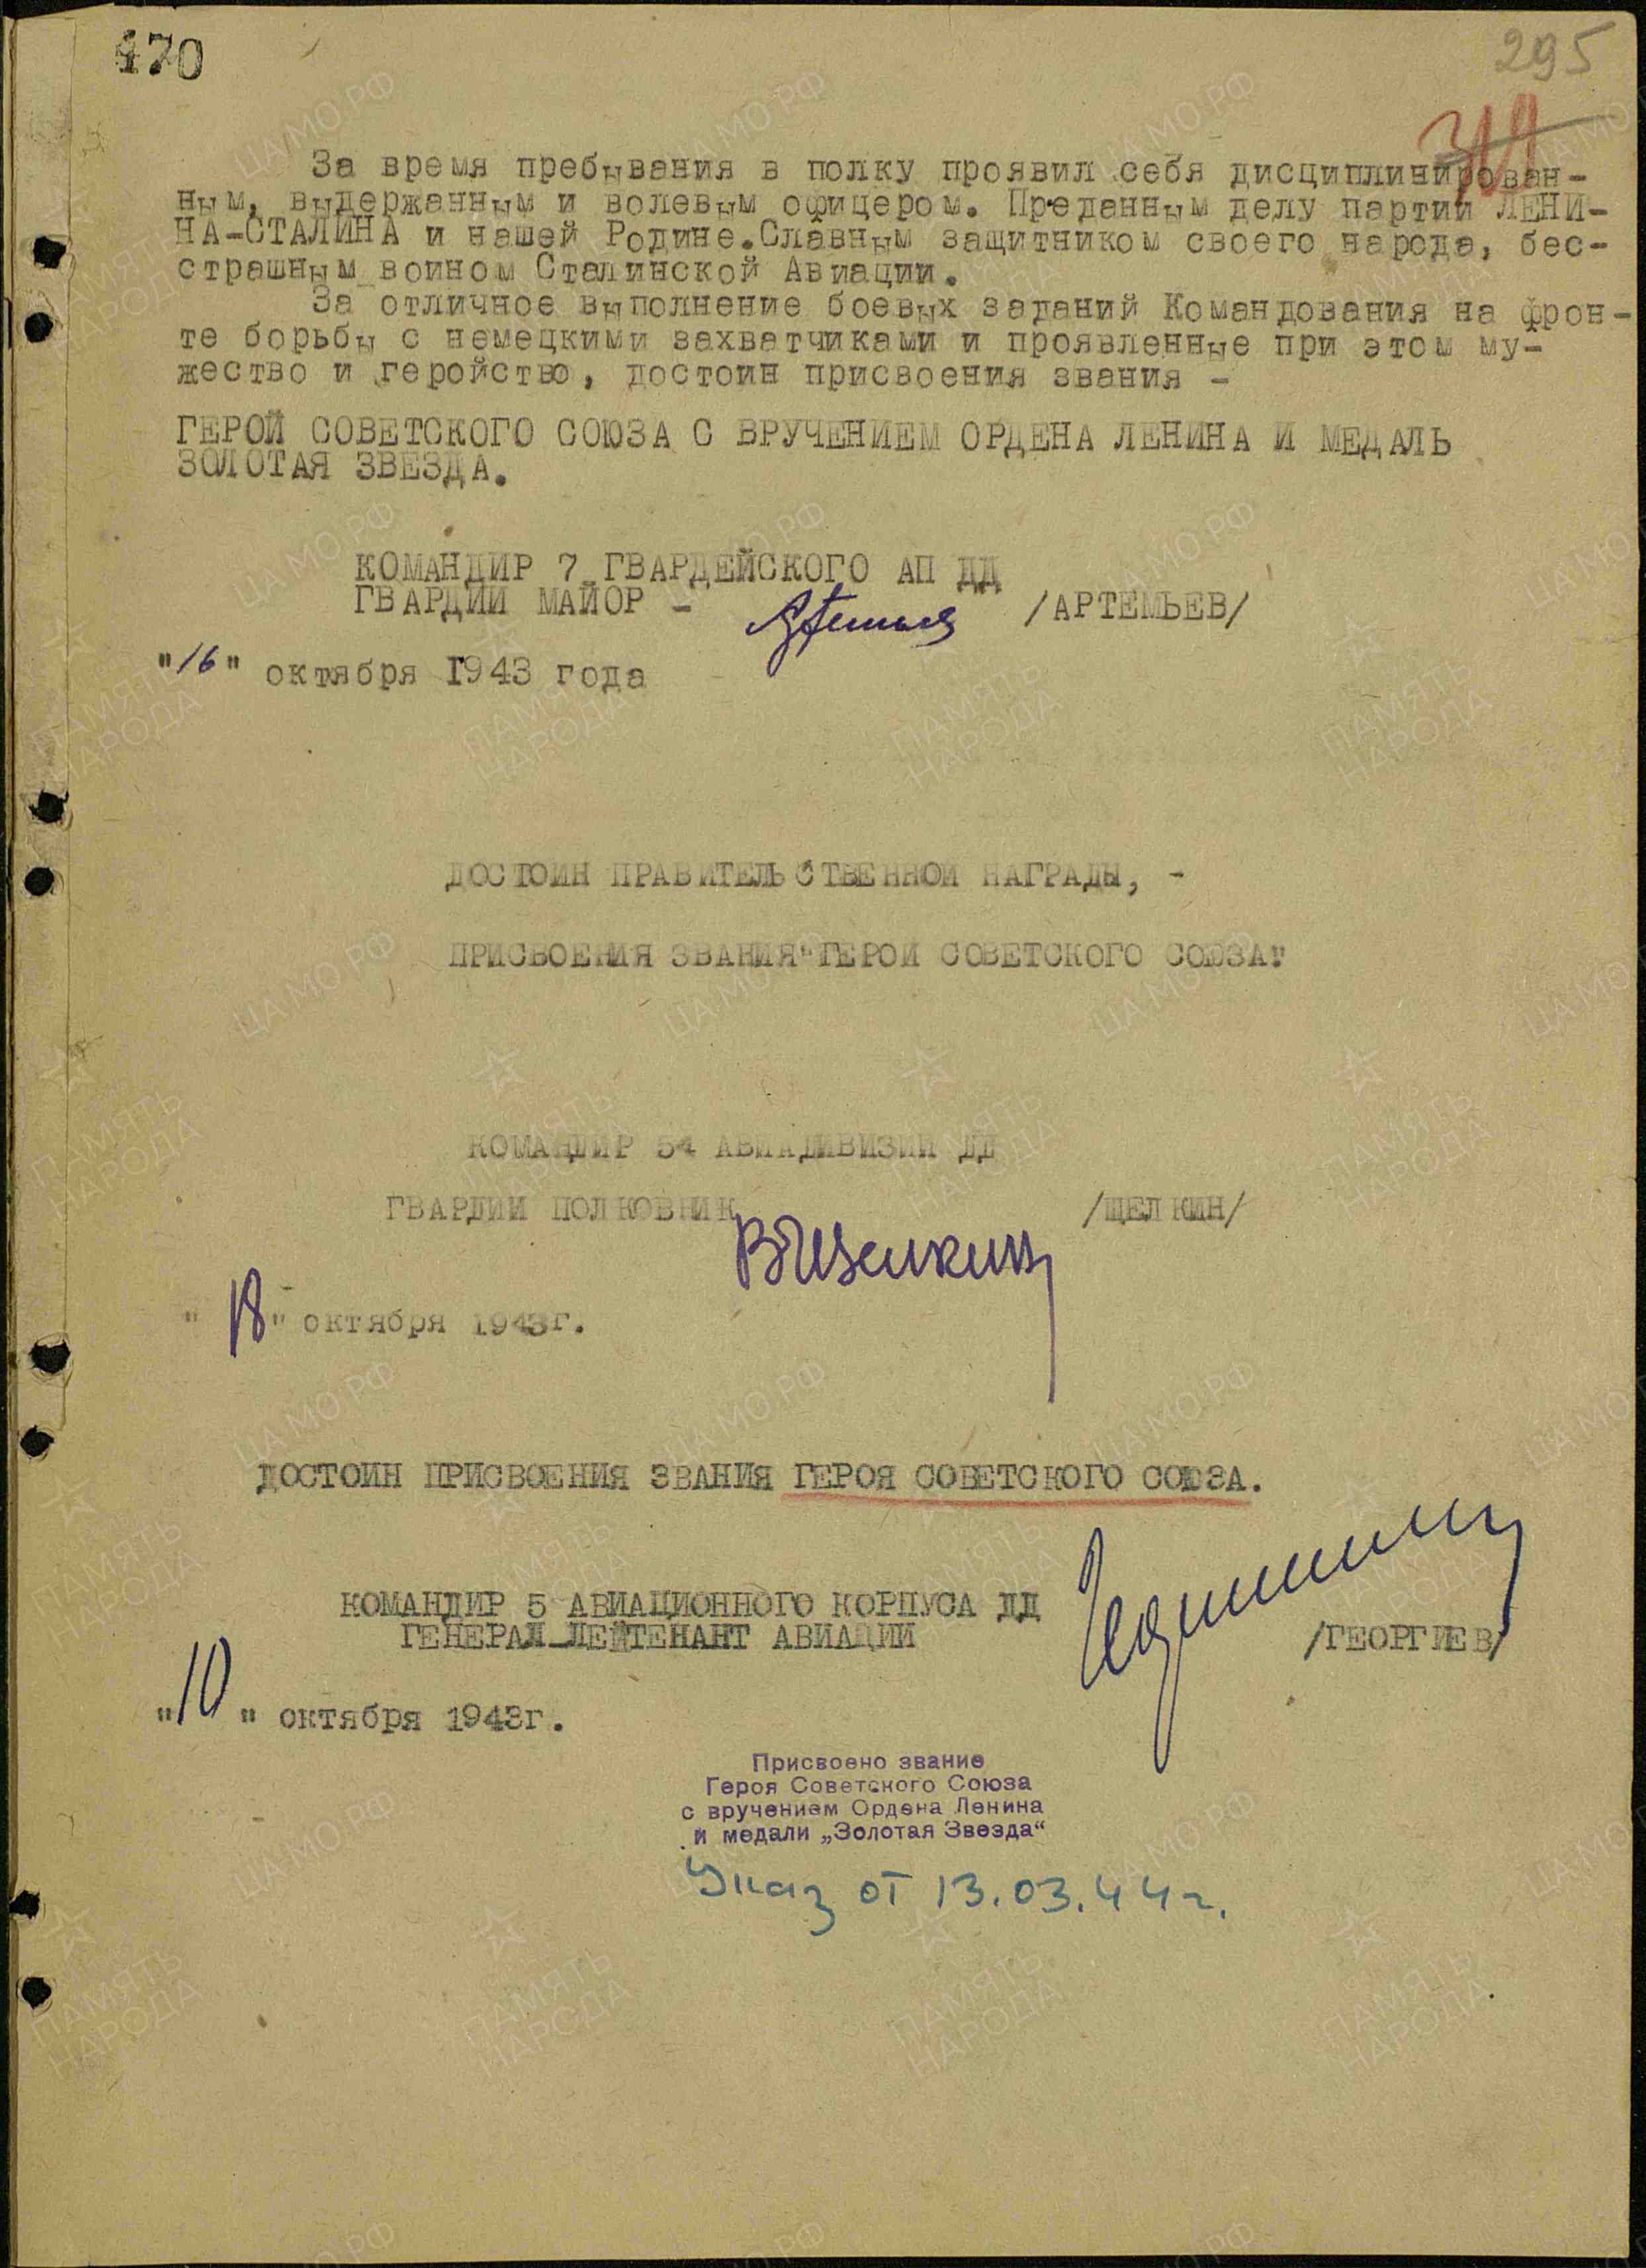 470
295
За время пребывания в полку проявил себя дисциплинирован-
ным, выдержанным и волевым офицером. Преданным делу партии ЛЕНИ-
НА-СТАЛИНА и нашей Родине.Славным защитником своего народа, бес-
страшным воином Сталинской Авиации.
За отличное выполнение боевых заданий Командования на фрон-
те борьбы с немецкими захватчиками и проявленные при этом му-
жество и геройство, достоин присвоения звания -
ГЕРОЙ СОВЕТСКОГО СОЮЗА С ВРУЧЕНИЕМ ОРДЕНА ЛЕНИНА И МЕДАЛЬ
ЗОЛОТАЯ ЗВЕЗДА.
КОМАНДИР 7 ГВАРДЕЙСКОГО АП ДД
ГВАРДИИ МАЙОР - /АРТЕМЬЕВ/
"16" октября 1943 года
ДОСТОИН ПРАВИТЕЛЬСТВЕННОЙ НАГРАДЫ, -
ПРИСВОЕНИЯ ЗВАНИЯ "ГЕРОЙ СОВЕТСКОГО СОЮЗА"
КОМАНДИР 54 АВИАДИВИЗИИ ДД
ГВАРДИИ ПОЛКОВНИК /ЩЕЛКИН/
ВЩелкин
"18" октября 1943г.
ДОСТОИН ПРИСВОЕНИЯ ЗВАНИЯ ГЕРОЯ СОВЕТСКОГО СОЮЗА.
КОМАНДИР 5 АВИАЦИОННОГО КОРПУСА ДД
ГЕНЕРАЛ-ЛЕЙТЕНАНТ АВИАЦИИ /ГЕОРГИЕВ/
"10" октября 1943г.
Присвоено звание
Героя Советского Союза
с вручением Ордена Ленина
и медали „Золотая Звезда“
Указ от 13.03.44г.
ЦАМО РФ
ПАМЯТЬ
НАРОДА